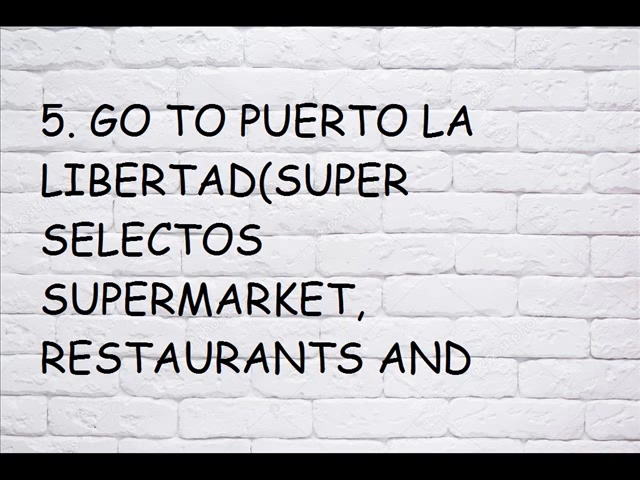 5. GO TO PUERTO LA
LIBERTAD(SUPER
SELECTOS
SUPERMARKET,
RESTAURANTS AND